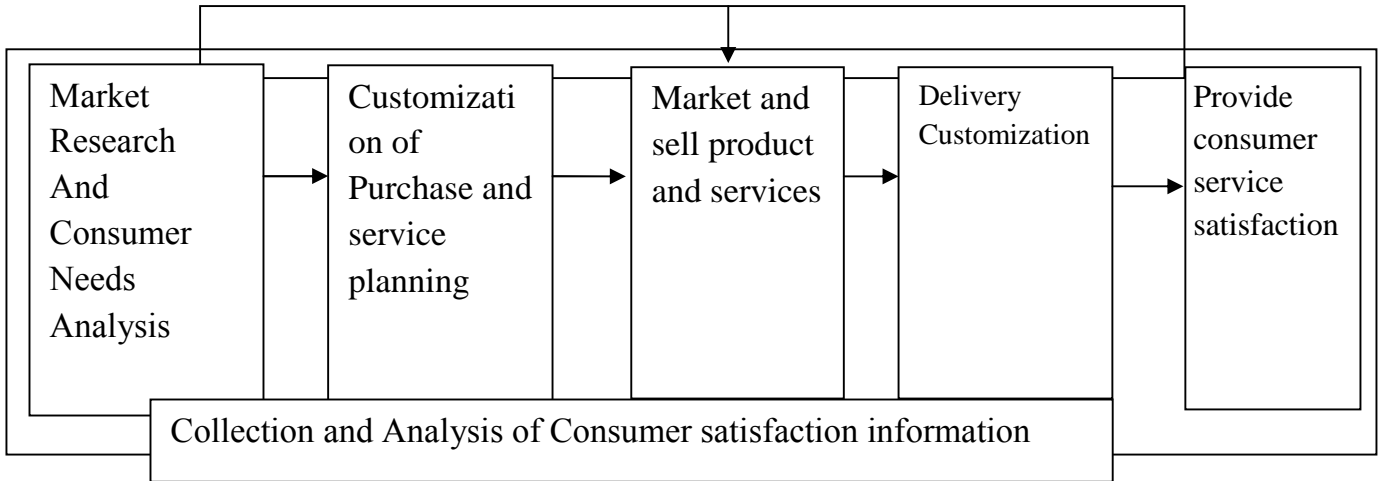 Market
Research
And
Consumer
Needs
Analysis
Customizati
on of
Purchase and
service
planning
Market and
sell product
and services
Delivery
Customization
Provide
consumer
service
satisfaction
Collection and Analysis of Consumer satisfaction information